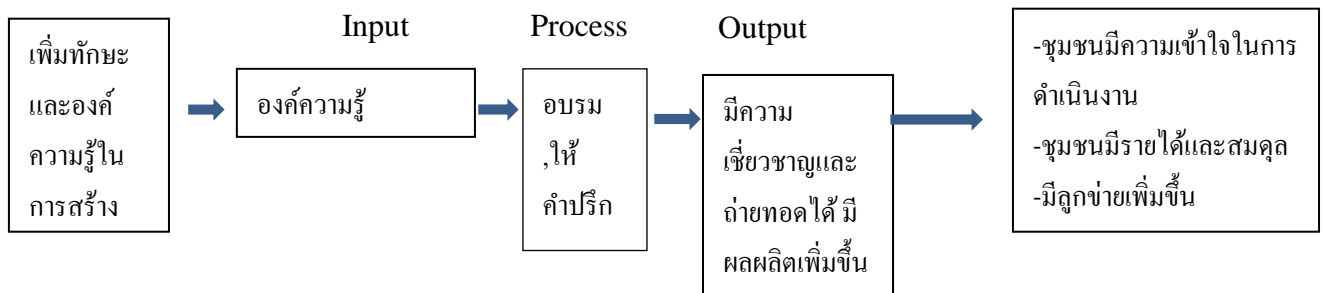 Input
Process
Output
เพิ่มทักษะ
และองค์
ความรู้ใน
การสร้าง
องค์ความรู้
อบรม
,ให้
คำปรึก
มีความ
เชี่ยวชาญและ
ถ่ายทอดได้ มี
ผลผลิตเพิ่มขึ้น
-ชุมชนมีความเข้าใจในการ
ดำเนินงาน
-ชุมชนมีรายได้และสมดุล
-มีลูกข่ายเพิ่มขึ้น